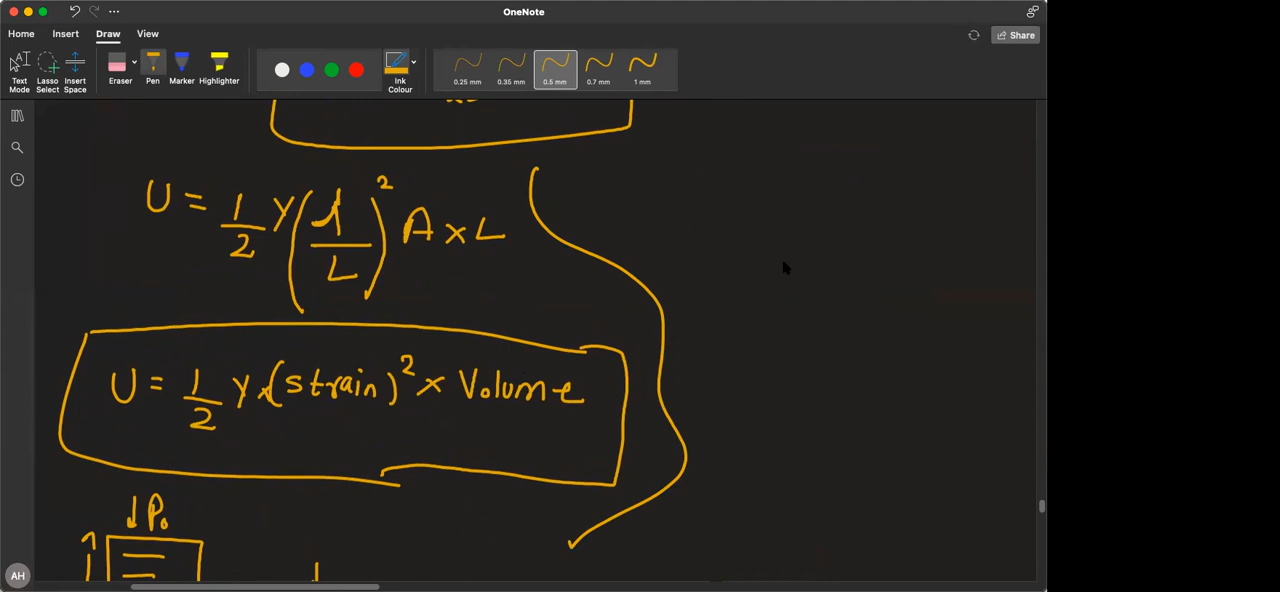 OneNote
Home Insert Draw View
Share
Text Mode
Lasso Select
Insert Space
Eraser
Pen
Marker
Highlighter
Ink Colour
0.25 mm
0.35 mm
0.5 mm
0.7 mm
1 mm
U = 1/2 Y (l/L)² A × L
U = 1/2 Y × (strain)² × Volume
↓ P₀
AH